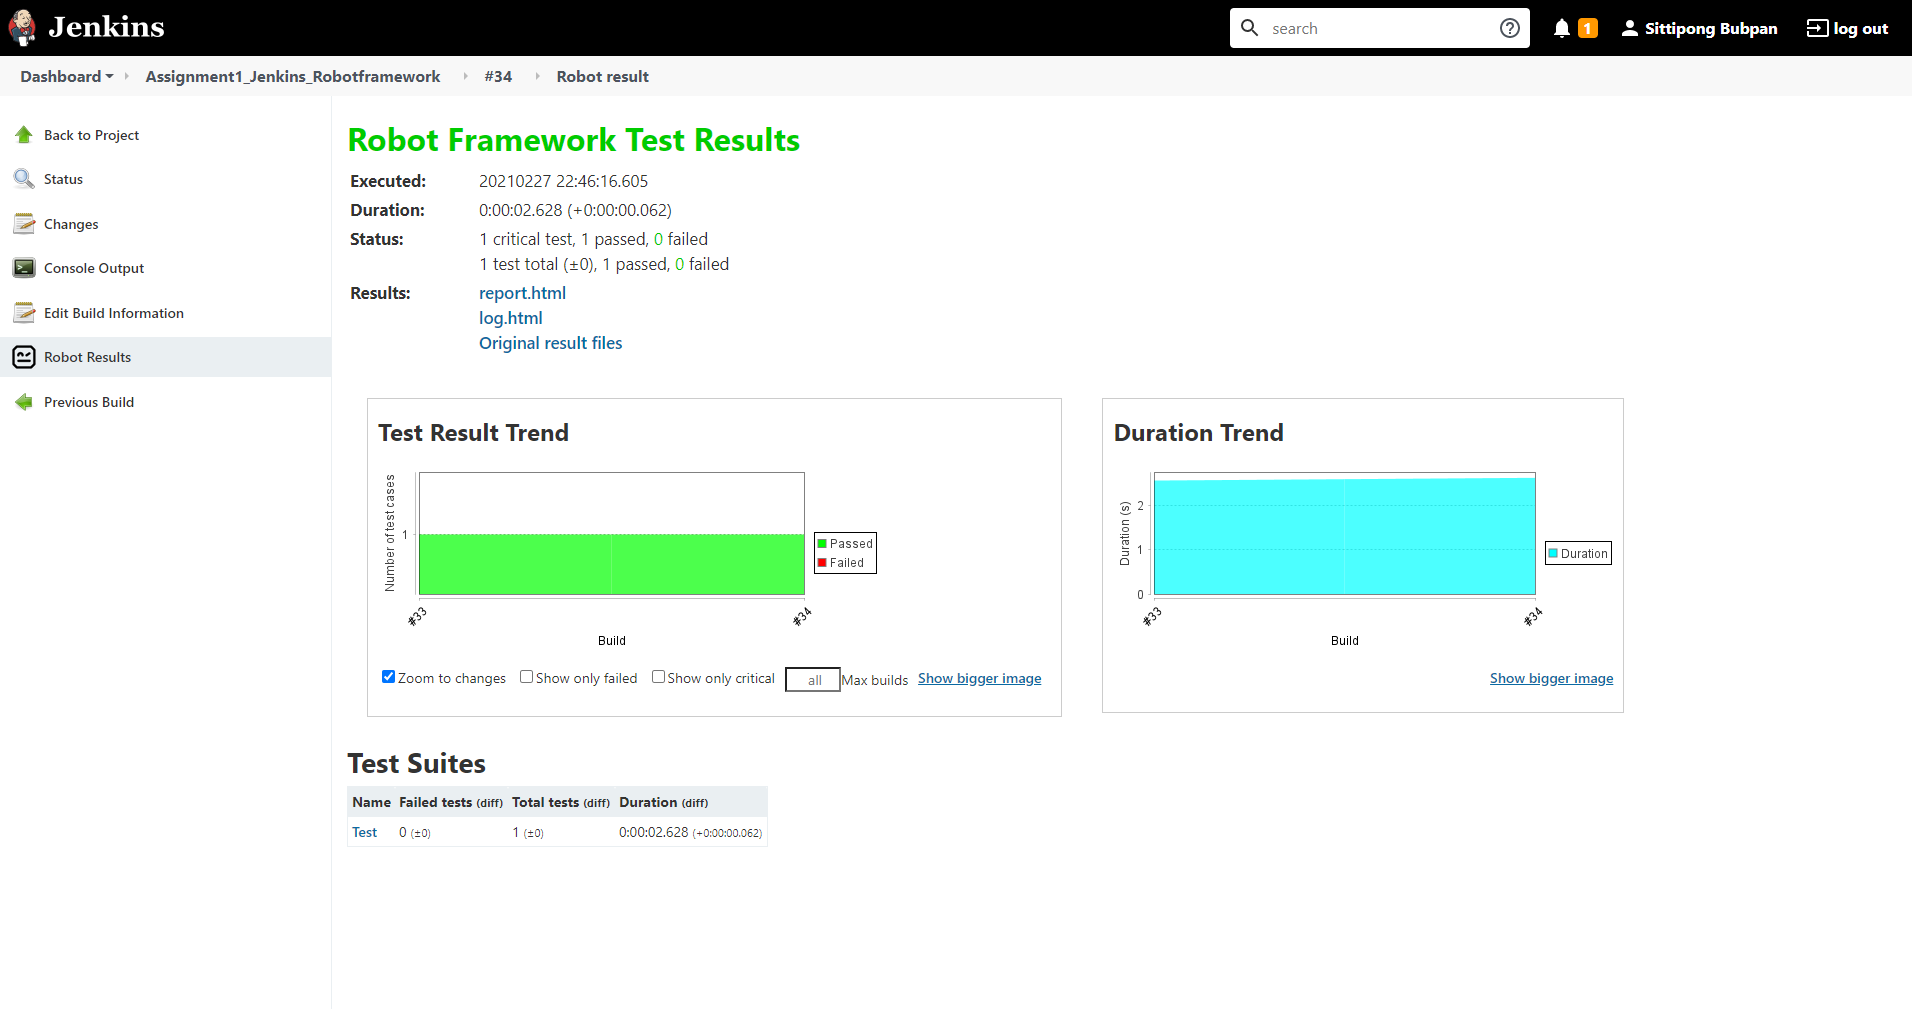 Jenkins
search
1
Sittipong Bubpan
log out
Dashboard
Assignment1_Jenkins_Robotframework
#34
Robot result
Back to Project
Status
Changes
Console Output
Edit Build Information
Robot Results
Previous Build
Robot Framework Test Results
Executed: 20210227 22:46:16.605
Duration: 0:00:02.628 (+0:00:00.062)
Status: 1 critical test, 1 passed, 0 failed
1 test total (±0), 1 passed, 0 failed
Results: report.html
log.html
Original result files
Test Result Trend
Number of test cases
1
#33
#34
Build
Passed
Failed
Zoom to changes
Show only failed
Show only critical
all Max builds
Show bigger image
Duration Trend
Duration (s)
2
1
0
#33
#34
Build
Duration
Show bigger image
Test Suites
Name Failed tests (diff) Total tests (diff) Duration (diff)
Test 0 (±0) 1 (±0) 0:00:02.628 (+0:00:00.062)